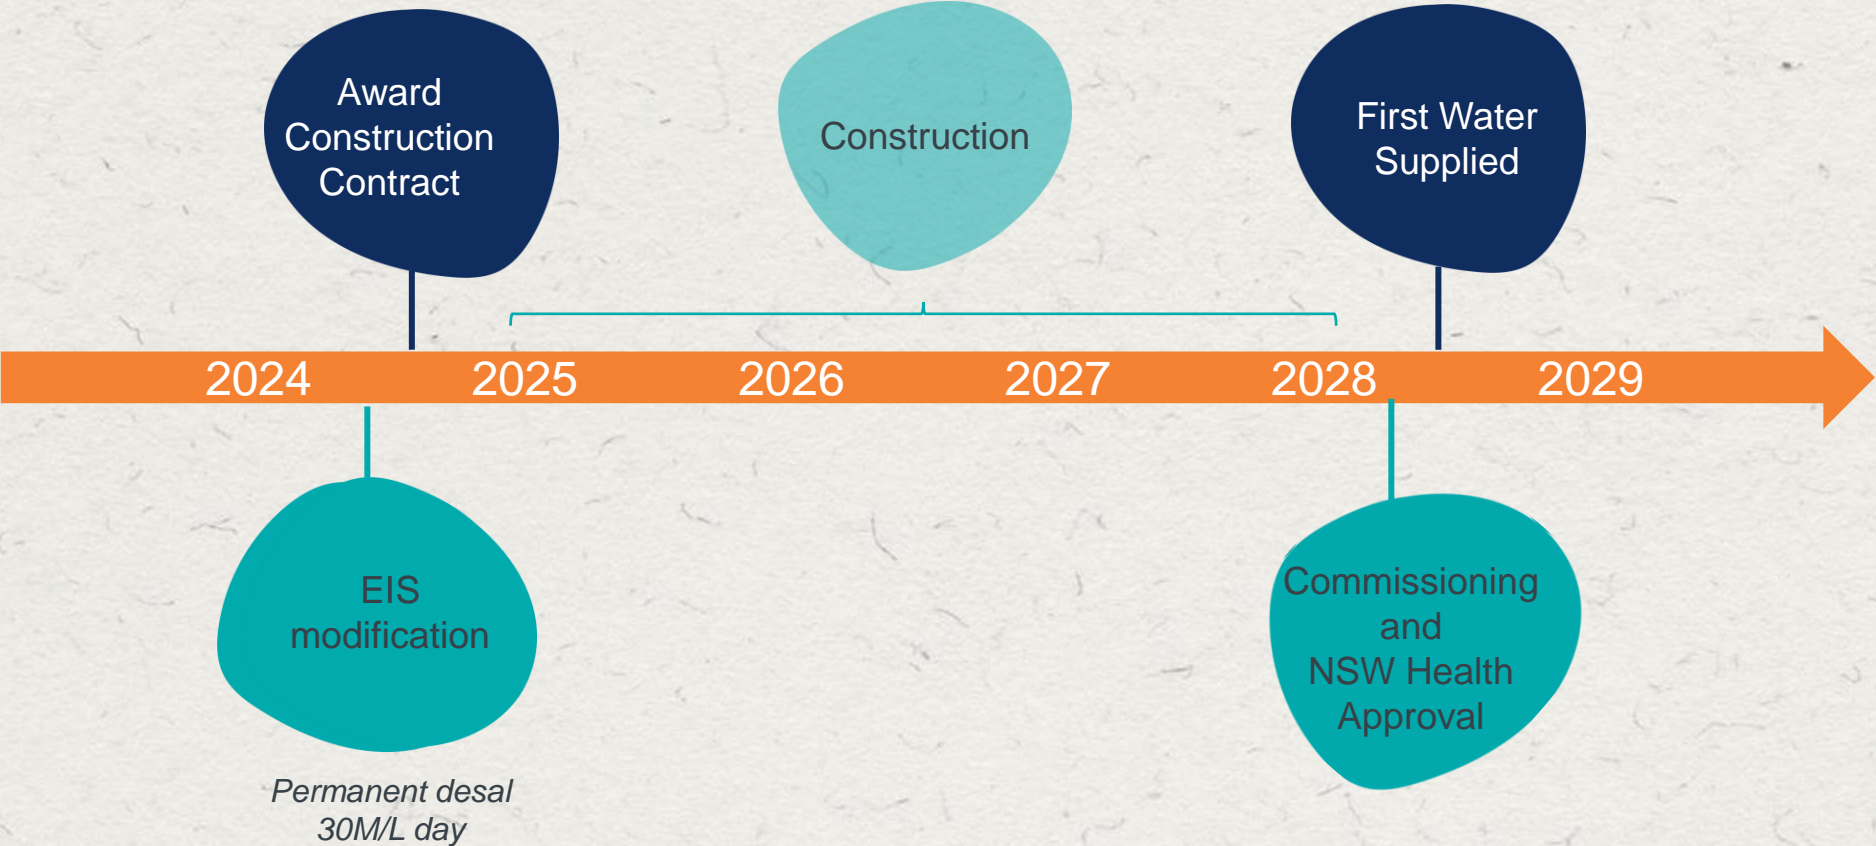 Award
Construction
Contract
Construction
First Water
Supplied
2024 2025 2026 2027 2028 2029
EIS
modification
Commissioning
and
NSW Health
Approval
Permanent desal
30M/L day